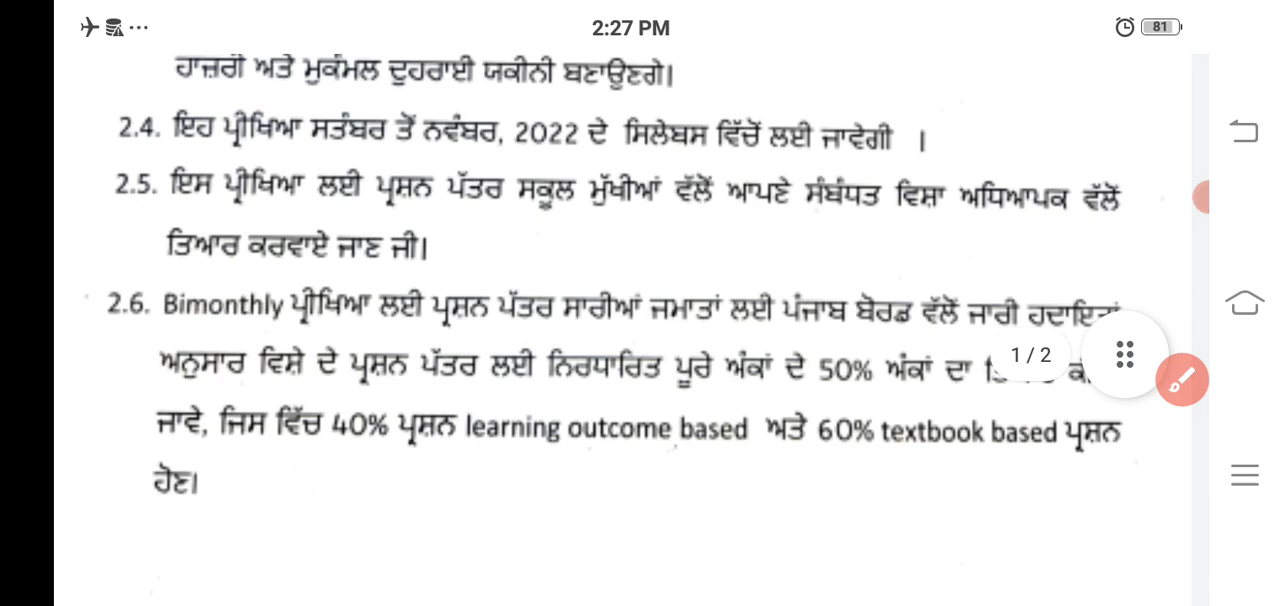 2:27 PM
81
ਹਾਜ਼ਰੀ ਅਤੇ ਮੁਕੰਮਲ ਦੁਹਰਾਈ ਯਕੀਨੀ ਬਣਾਉਣਗੇ।
2.4. ਇਹ ਪ੍ਰੀਖਿਆ ਸਤੰਬਰ ਤੋਂ ਨਵੰਬਰ, 2022 ਦੇ ਸਿਲੇਬਸ ਵਿੱਚੋਂ ਲਈ ਜਾਵੇਗੀ ।
2.5. ਇਸ ਪ੍ਰੀਖਿਆ ਲਈ ਪ੍ਰਸ਼ਨ ਪੱਤਰ ਸਕੂਲ ਮੁੱਖੀਆਂ ਵੱਲੋਂ ਆਪਣੇ ਸੰਬੰਧਤ ਵਿਸ਼ਾ ਅਧਿਆਪਕ ਵੱਲੋਂ
ਤਿਆਰ ਕਰਵਾਏ ਜਾਣ ਜੀ।
2.6. Bimonthly ਪ੍ਰੀਖਿਆ ਲਈ ਪ੍ਰਸ਼ਨ ਪੱਤਰ ਸਾਰੀਆਂ ਜਮਾਤਾਂ ਲਈ ਪੰਜਾਬ ਬੋਰਡ ਵੱਲੋਂ ਜਾਰੀ ਹਦਾਇਤਾਂ
ਅਨੁਸਾਰ ਵਿਸ਼ੇ ਦੇ ਪ੍ਰਸ਼ਨ ਪੱਤਰ ਲਈ ਨਿਰਧਾਰਿਤ ਪੂਰੇ ਅੰਕਾਂ ਦੇ 50% ਅੰਕਾਂ ਦਾ
1 / 2
ਜਾਵੇ, ਜਿਸ ਵਿੱਚ 40% ਪ੍ਰਸ਼ਨ learning outcome based ਅਤੇ 60% textbook based ਪ੍ਰਸ਼ਨ
ਹੋਣ।